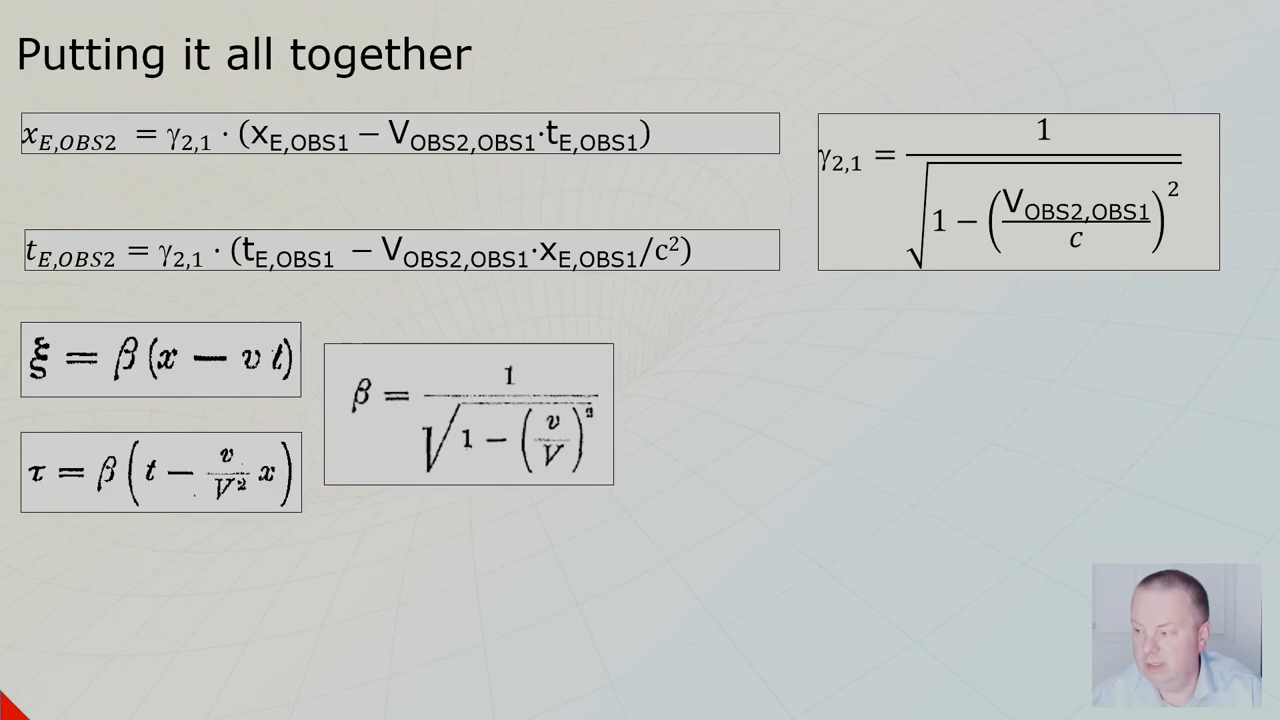 Putting it all together
x_{E,OBS2} = γ_{2,1} · (x_{E,OBS1} − V_{OBS2,OBS1}·t_{E,OBS1})
γ_{2,1} = 1 / √(1 − (V_{OBS2,OBS1}/c)²)
t_{E,OBS2} = γ_{2,1} · (t_{E,OBS1} − V_{OBS2,OBS1}·x_{E,OBS1}/c²)
ξ = β (x − v t)
β = 1 / √(1 − (v/V)²)
τ = β (t − v/V² x)